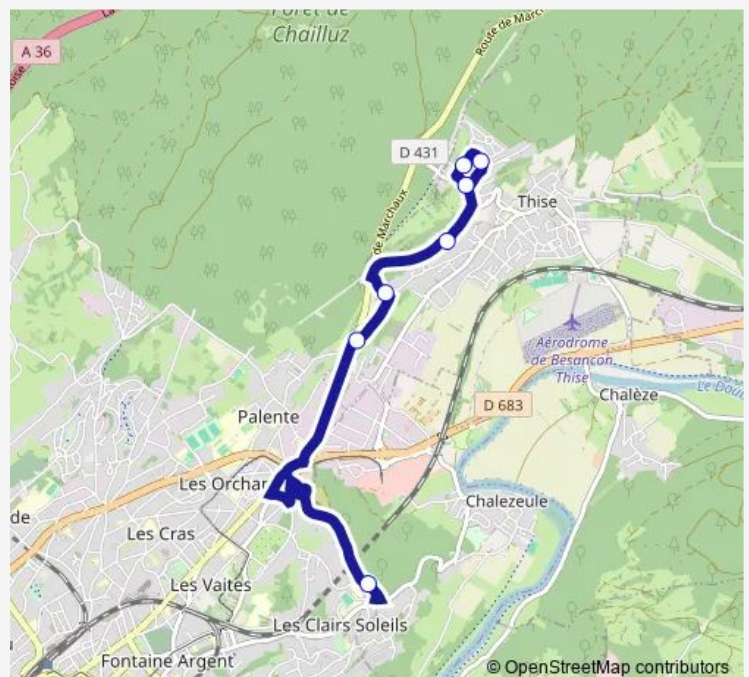 Forêt de
Chailluz
A 36
Route de Marchaux
D 431
de Marchaux
Thise
Aérodrome
de Besançon
Thise
Le Doubs
Palente
D 683
Chalèze
Les Orchar
Chalezeule
de
Les Cras
Les Vaites
Les Clairs Soleils
Fontaine Argent
© OpenStreetMap contributors